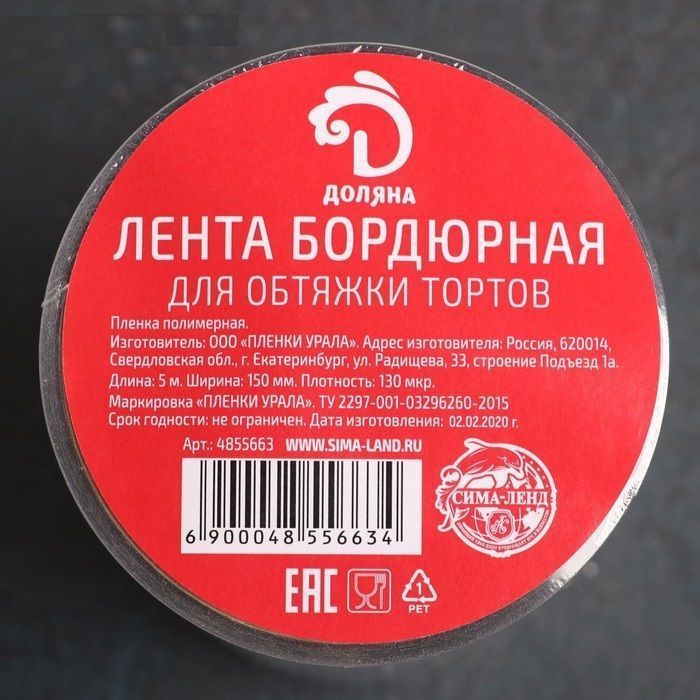 ДОЛЯНА
ЛЕНТА БОРДЮРНАЯ
ДЛЯ ОБТЯЖКИ ТОРТОВ
Пленка полимерная.
Изготовитель: ООО «ПЛЕНКИ УРАЛА». Адрес изготовителя: Россия, 620014,
Свердловская обл., г. Екатеринбург, ул. Радищева, 33, строение Подъезд 1а.
Длина: 5 м. Ширина: 150 мм. Плотность: 130 мкр.
Маркировка «ПЛЕНКИ УРАЛА». ТУ 2297-001-03296260-2015
Срок годности: не ограничен. Дата изготовления: 02.02.2020 г.
Арт.: 4855663 WWW.SIMA-LAND.RU
СИМА-ЛЕНД
6 900048 556634
EAC
1
PET